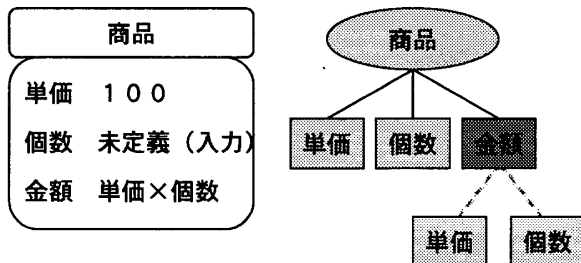 商品
単価 100
個数 未定義(入力)
金額 単価×個数
商品
単価 個数 金額
単価 個数